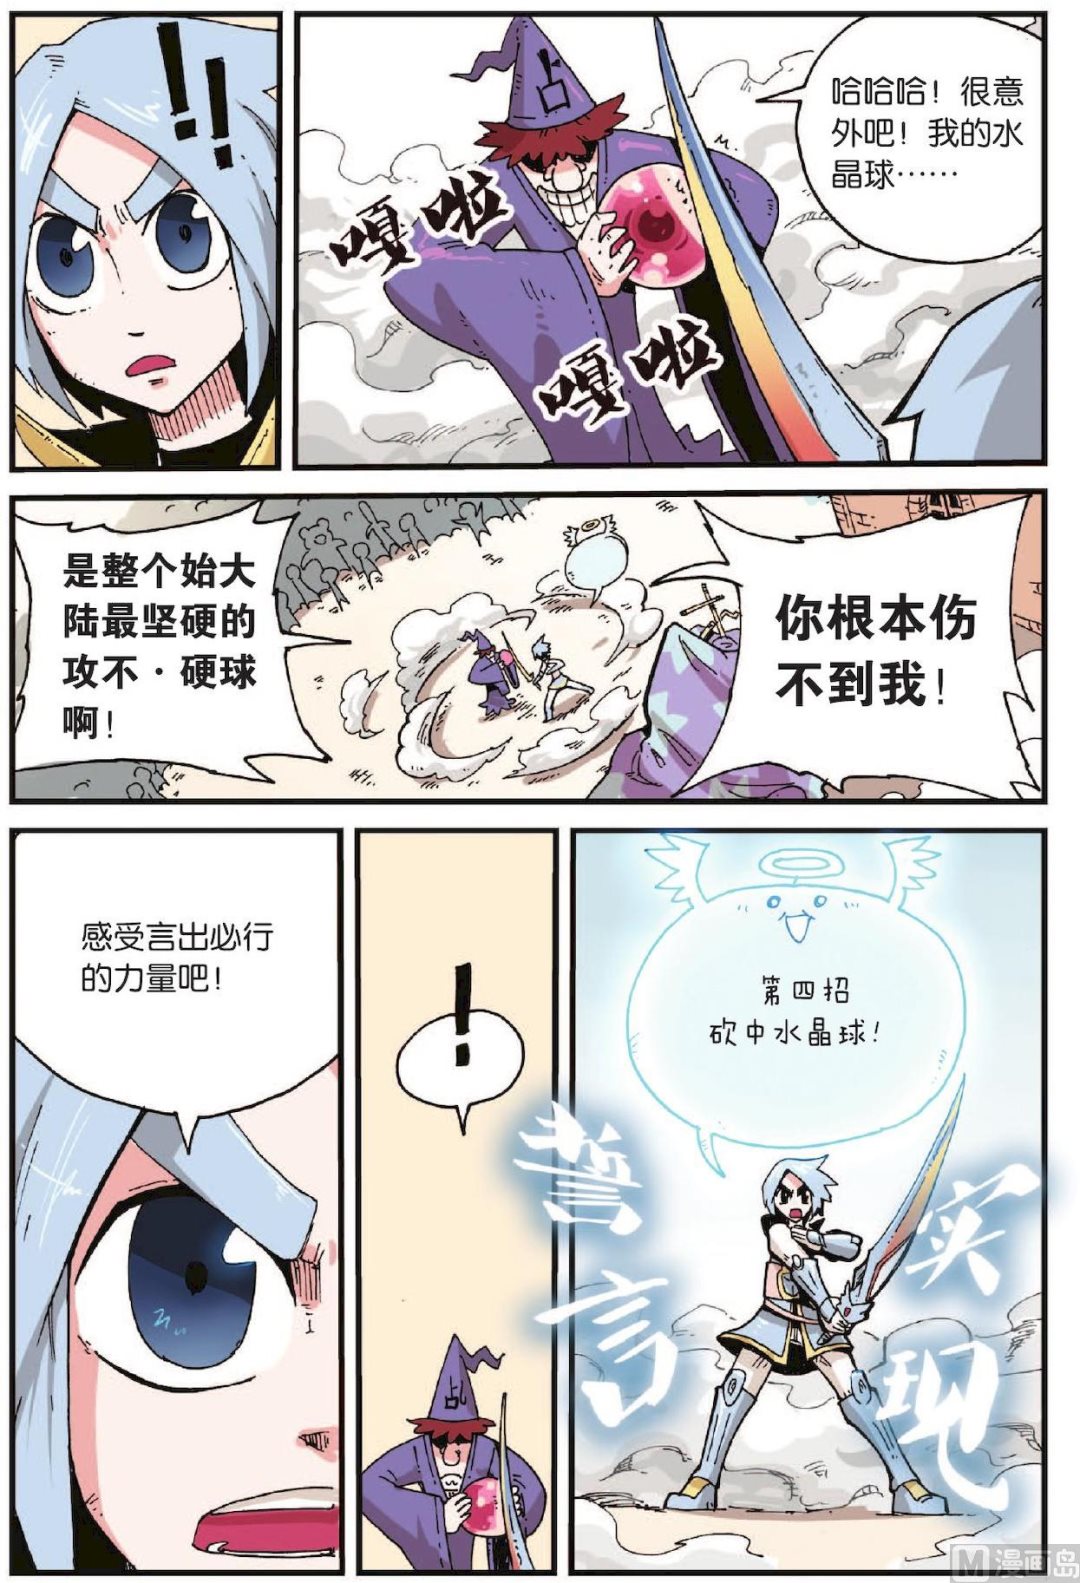 !!
占
哈哈哈！很意
外吧！我的水
晶球……
嘎啦
嘎啦
是整个始大
陆最坚硬的
攻不·硬球
啊！
你根本伤
不到我！
感受言出必行
的力量吧！
!
占
第四招
砍中水晶球！
誓言
实现
M漫画岛